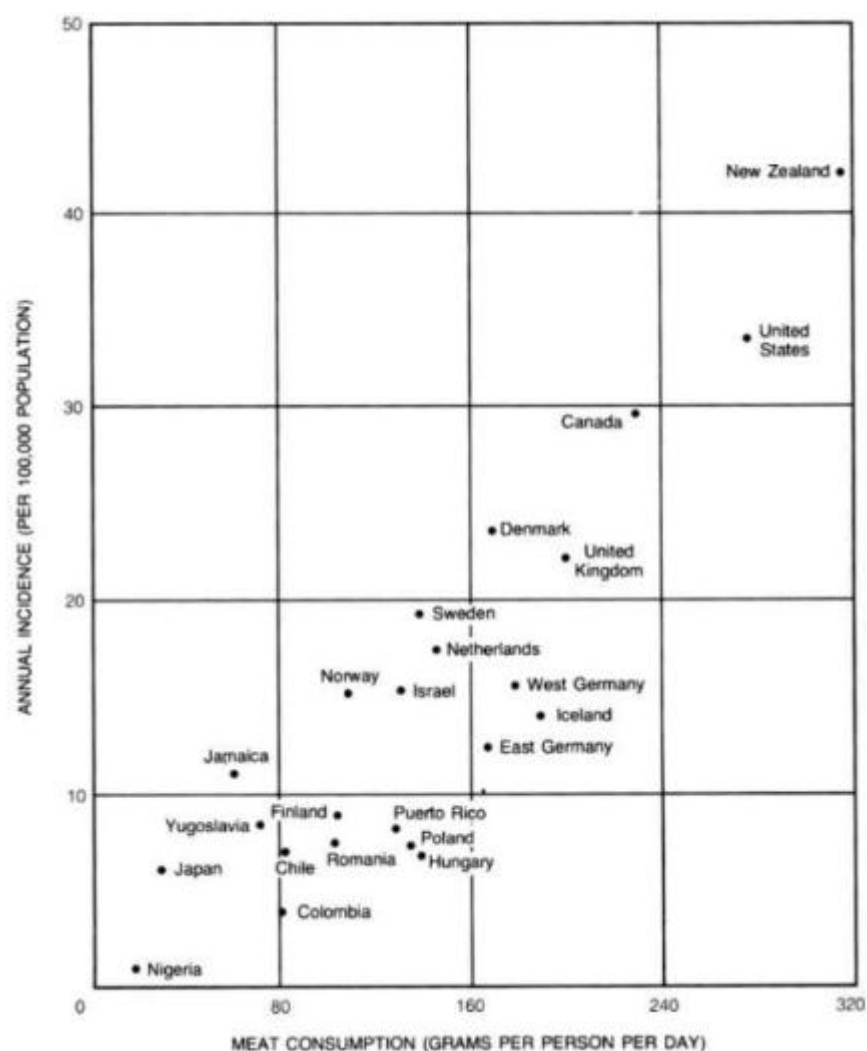 50
New Zealand
40
United
States
30
Canada
Denmark
United
Kingdom
20
Sweden
Netherlands
Norway
Israel
West Germany
Iceland
East Germany
Jamaica
10
Finland
Puerto Rico
Yugoslavia
Poland
Romania
Hungary
Japan
Chile
Colombia
Nigeria
0
80
160
240
320
MEAT CONSUMPTION (GRAMS PER PERSON PER DAY)
ANNUAL INCIDENCE (PER 100,000 POPULATION)